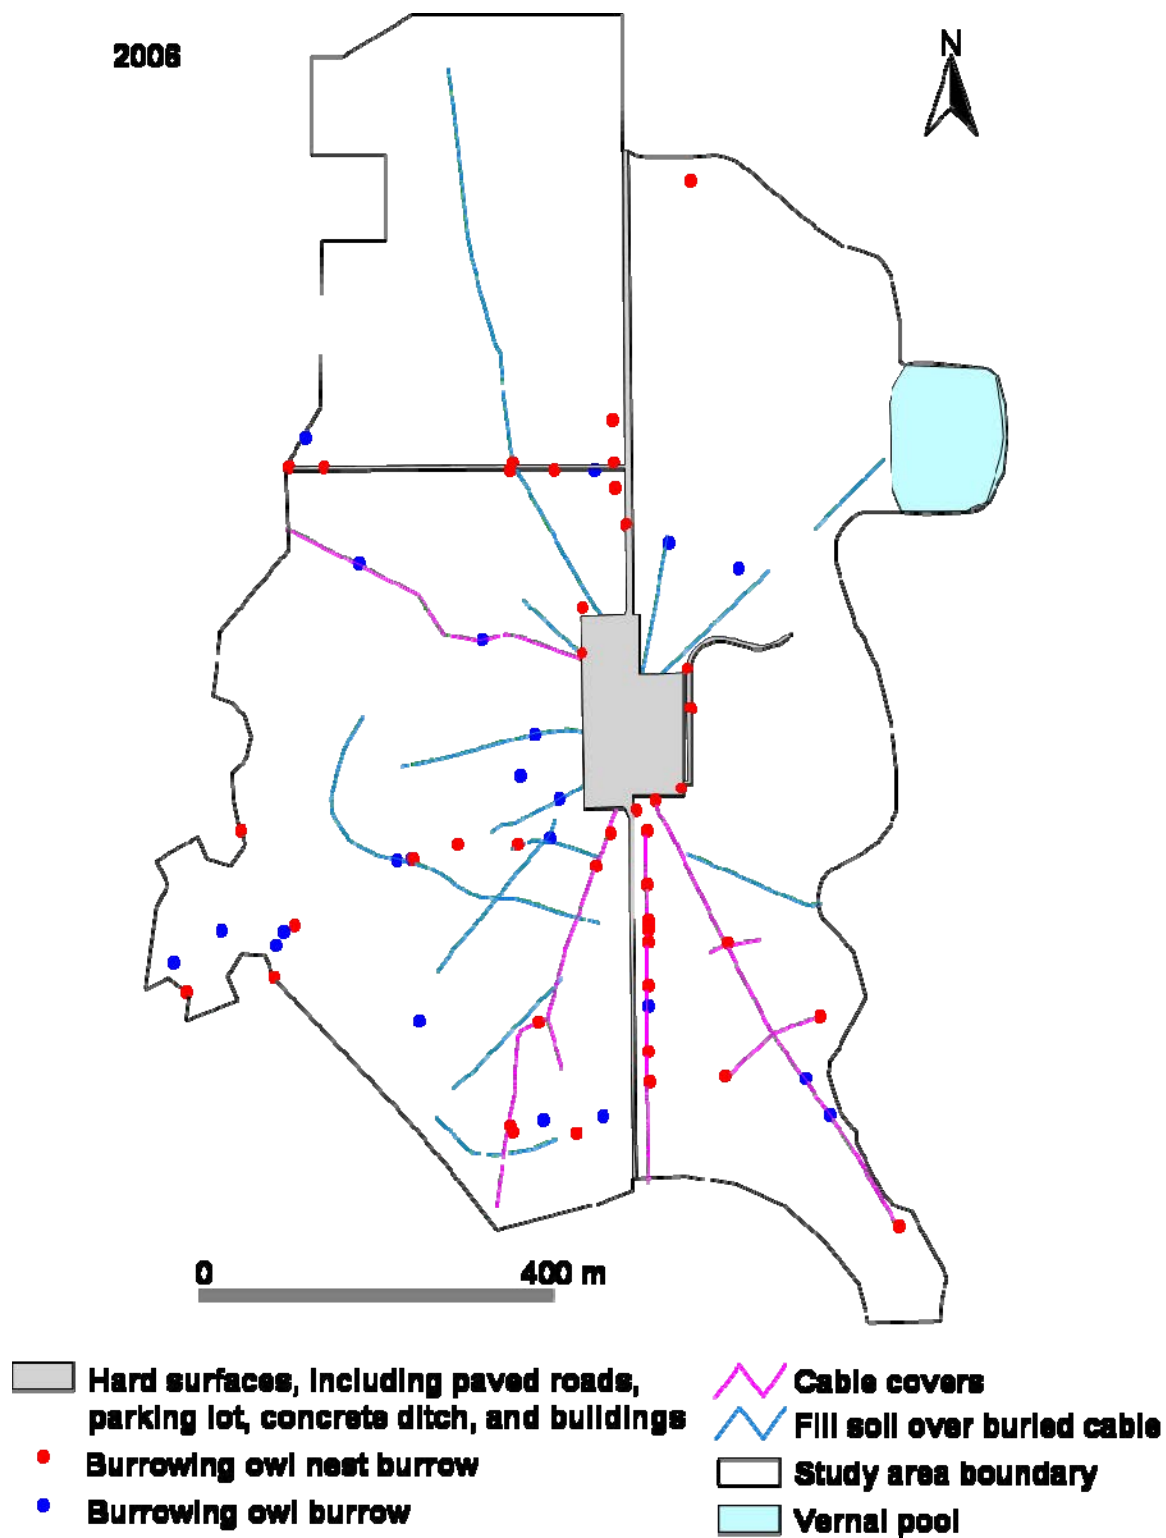 2006
N
0 400 m
Hard surfaces, including paved roads,
parking lot, concrete ditch, and buildings
Burrowing owl nest burrow
Burrowing owl burrow
Cable covers
Fill soil over buried cable
Study area boundary
Vernal pool